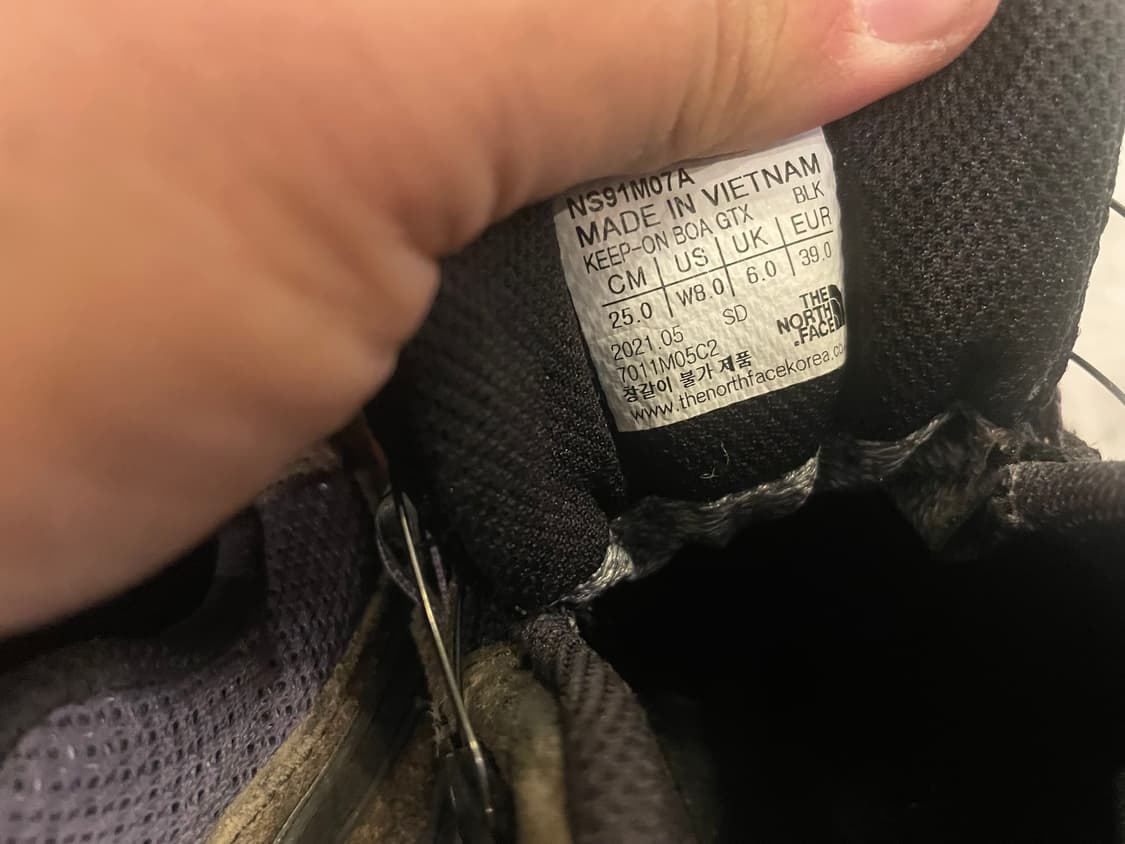 NS91M07A
MADE IN VIETNAM
KEEP-ON BOA GTX BLK
CM US UK EUR
25.0 W8.0 6.0 39.0
2021.05 SD
7011M05C2
THE
NORTH
FACE
창갈이 불가 제품
www.thenorthfacekorea.co